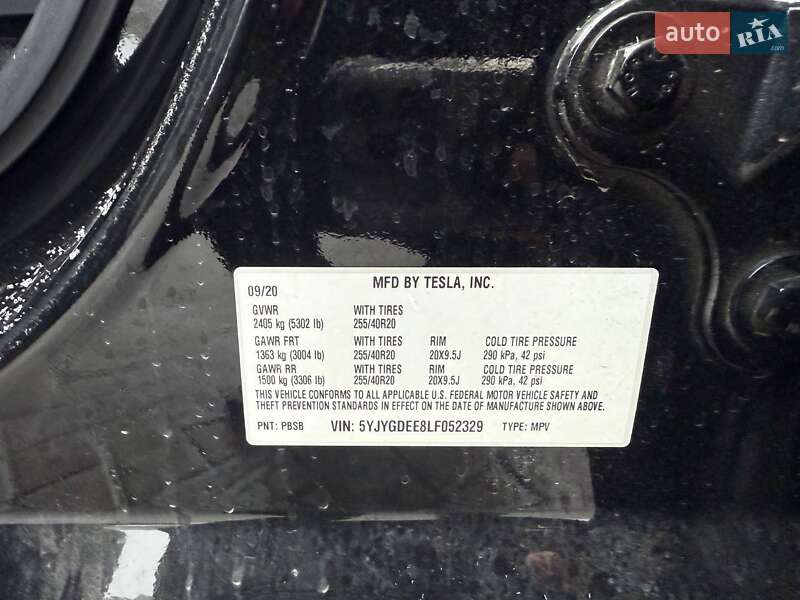 auto RIA .com
MFD BY TESLA, INC.
09/20
GVWR WITH TIRES
2405 kg (5302 lb) 255/40R20
GAWR FRT WITH TIRES RIM COLD TIRE PRESSURE
1363 kg (3004 lb) 255/40R20 20X9.5J 290 kPa, 42 psi
GAWR RR WITH TIRES RIM COLD TIRE PRESSURE
1500 kg (3306 lb) 255/40R20 20X9.5J 290 kPa, 42 psi
THIS VEHICLE CONFORMS TO ALL APPLICABLE U.S. FEDERAL MOTOR VEHICLE SAFETY AND
THEFT PREVENTION STANDARDS IN EFFECT ON THE DATE OF MANUFACTURE SHOWN ABOVE.
PNT: PBSB VIN: 5YJYGDEE8LF052329 TYPE: MPV